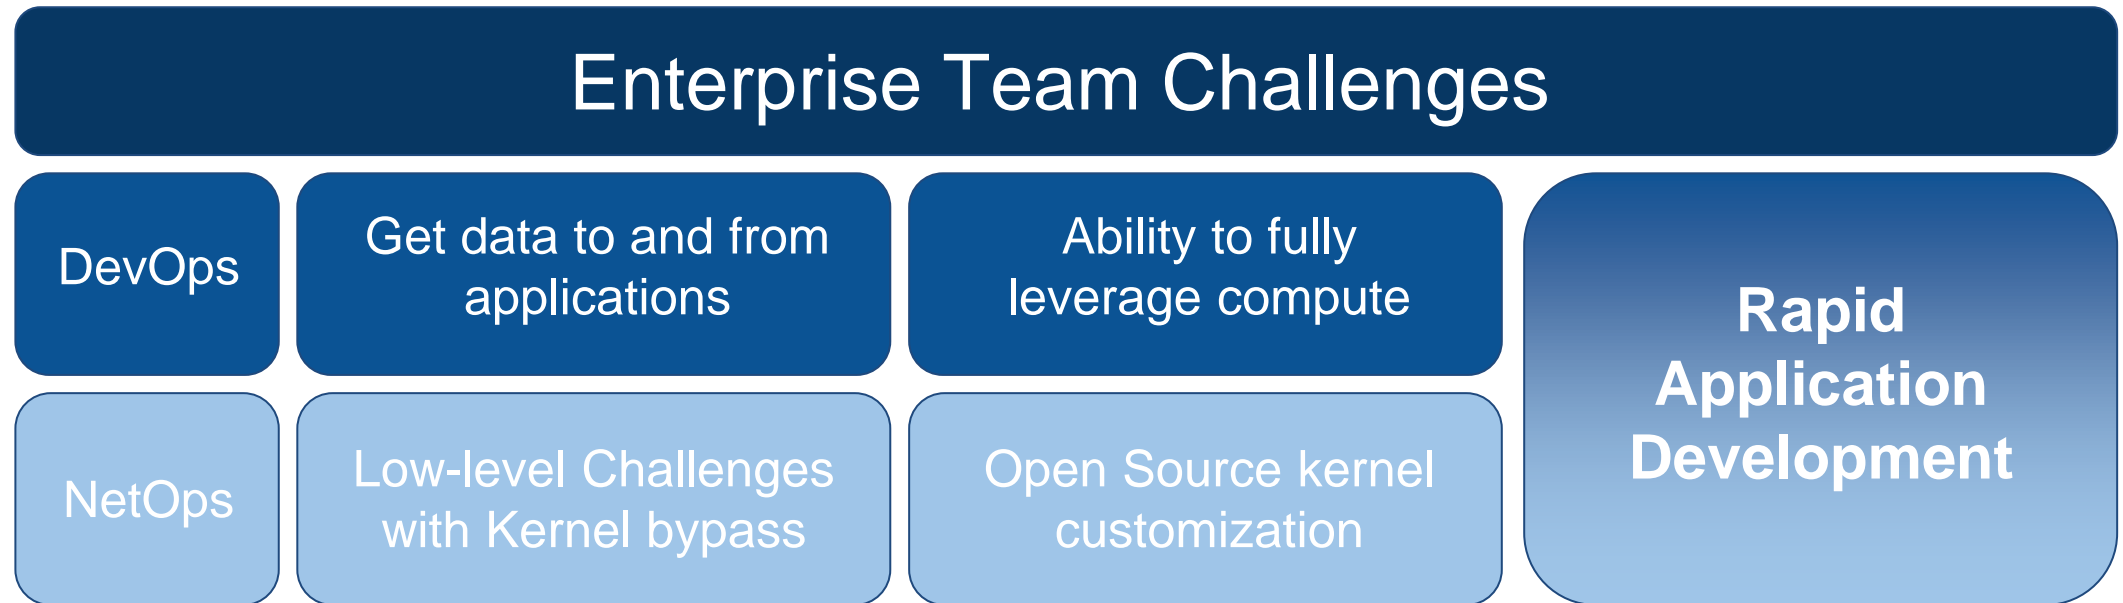 Enterprise Team Challenges
DevOps
Get data to and from
applications
Ability to fully
leverage compute
Rapid
Application
Development
NetOps
Low-level Challenges
with Kernel bypass
Open Source kernel
customization